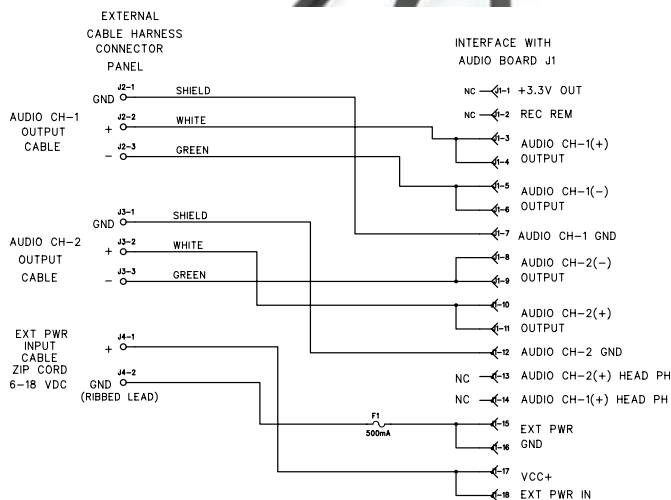 EXTERNAL
CABLE HARNESS
CONNECTOR
PANEL
INTERFACE WITH
AUDIO BOARD J1
AUDIO CH-1
OUTPUT
CABLE
GND J2-1 SHIELD
+ J2-2 WHITE
- J2-3 GREEN
AUDIO CH-2
OUTPUT
CABLE
GND J3-1 SHIELD
+ J3-2 WHITE
- J3-3 GREEN
EXT PWR
INPUT
CABLE
ZIP CORD
6-18 VDC
+ J4-1
J4-2
GND
(RIBBED LEAD)
F1
500mA
NC J1-1 +3.3V OUT
NC J1-2 REC REM
J1-3
AUDIO CH-1(+)
J1-4
OUTPUT
J1-5
AUDIO CH-1(-)
J1-6
OUTPUT
J1-7 AUDIO CH-1 GND
J1-8
AUDIO CH-2(-)
J1-9
OUTPUT
J1-10
AUDIO CH-2(+)
J1-11
OUTPUT
J1-12 AUDIO CH-2 GND
NC J1-13 AUDIO CH-2(+) HEAD PH
NC J1-14 AUDIO CH-1(+) HEAD PH
J1-15
EXT PWR
J1-16
GND
J1-17
VCC+
J1-18 EXT PWR IN